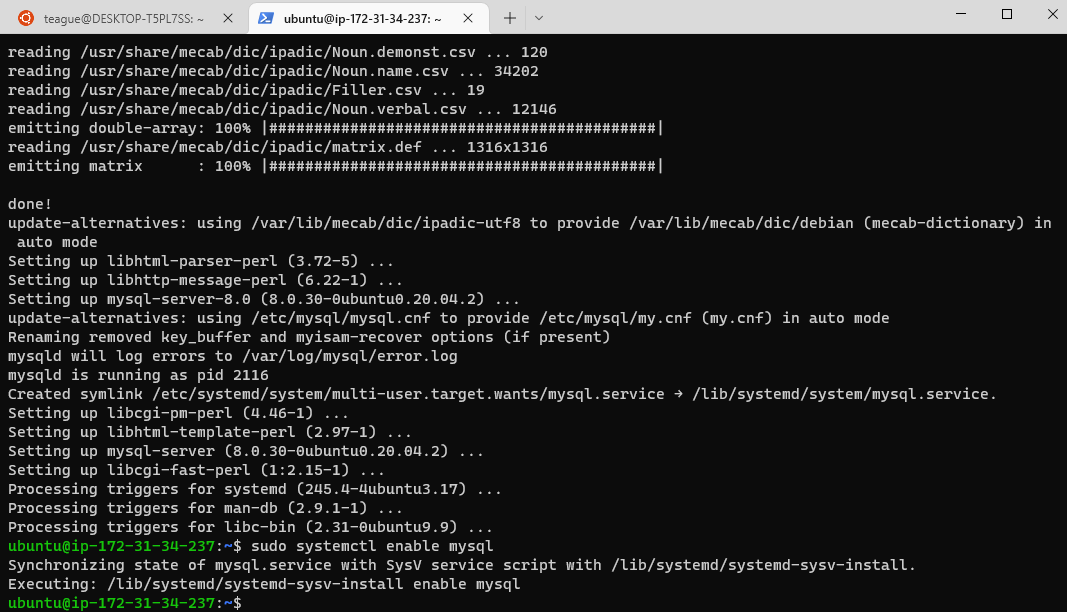 teague@DESKTOP-T5PL7SS: ~
ubuntu@ip-172-31-34-237: ~
reading /usr/share/mecab/dic/ipadic/Noun.demonst.csv ... 120
reading /usr/share/mecab/dic/ipadic/Noun.name.csv ... 34202
reading /usr/share/mecab/dic/ipadic/Filler.csv ... 19
reading /usr/share/mecab/dic/ipadic/Noun.verbal.csv ... 12146
emitting double-array: 100% |###########################################|
reading /usr/share/mecab/dic/ipadic/matrix.def ... 1316x1316
emitting matrix      : 100% |###########################################|
done!
update-alternatives: using /var/lib/mecab/dic/ipadic-utf8 to provide /var/lib/mecab/dic/debian (mecab-dictionary) in
 auto mode
Setting up libhtml-parser-perl (3.72-5) ...
Setting up libhttp-message-perl (6.22-1) ...
Setting up mysql-server-8.0 (8.0.30-0ubuntu0.20.04.2) ...
update-alternatives: using /etc/mysql/mysql.cnf to provide /etc/mysql/my.cnf (my.cnf) in auto mode
Renaming removed key_buffer and myisam-recover options (if present)
mysqld will log errors to /var/log/mysql/error.log
mysqld is running as pid 2116
Created symlink /etc/systemd/system/multi-user.target.wants/mysql.service → /lib/systemd/system/mysql.service.
Setting up libcgi-pm-perl (4.46-1) ...
Setting up libhtml-template-perl (2.97-1) ...
Setting up mysql-server (8.0.30-0ubuntu0.20.04.2) ...
Setting up libcgi-fast-perl (1:2.15-1) ...
Processing triggers for systemd (245.4-4ubuntu3.17) ...
Processing triggers for man-db (2.9.1-1) ...
Processing triggers for libc-bin (2.31-0ubuntu9.9) ...
ubuntu@ip-172-31-34-237:~$ sudo systemctl enable mysql
Synchronizing state of mysql.service with SysV service script with /lib/systemd/systemd-sysv-install.
Executing: /lib/systemd/systemd-sysv-install enable mysql
ubuntu@ip-172-31-34-237:~$